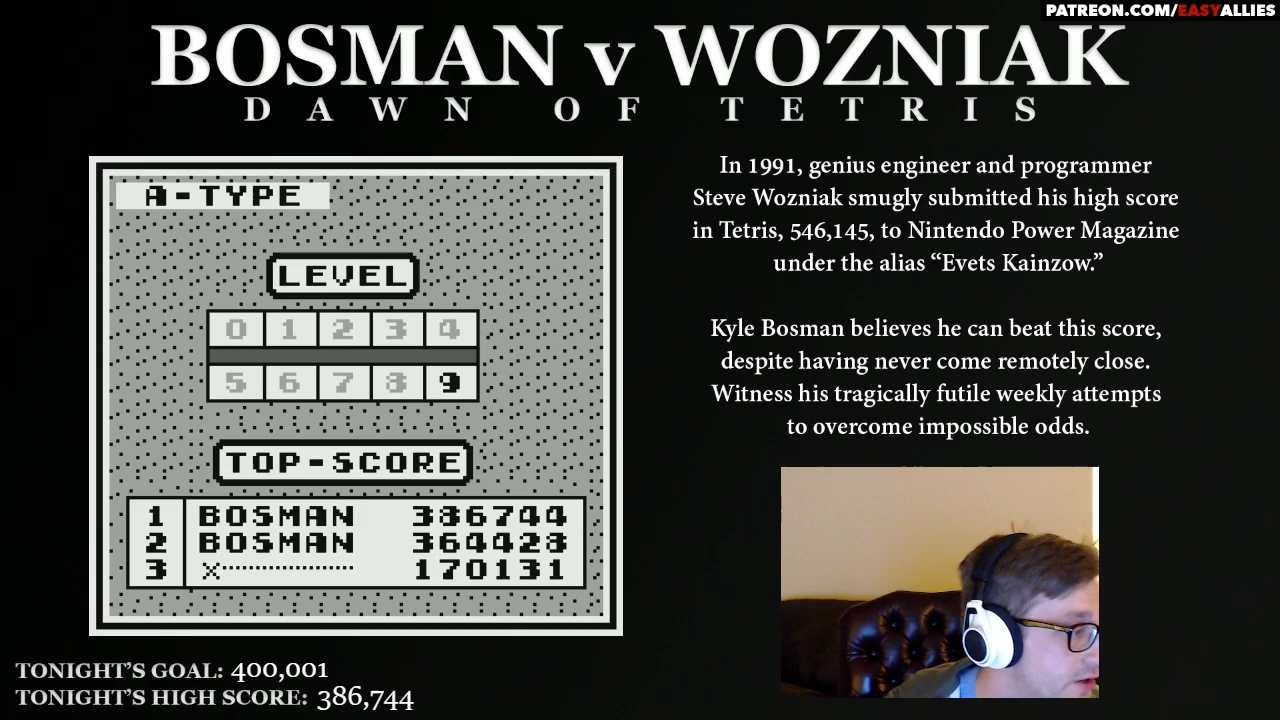 PATREON.COM/EASYALLIES
BOSMAN v WOZNIAK
DAWN OF TETRIS
A-TYPE
LEVEL
0 1 2 3 4
5 6 7 8 9
TOP-SCORE
1 BOSMAN 386744
2 BOSMAN 364428
3 x 170131
In 1991, genius engineer and programmer
Steve Wozniak smugly submitted his high score
in Tetris, 546,145, to Nintendo Power Magazine
under the alias “Evets Kainzow.”
Kyle Bosman believes he can beat this score,
despite having never come remotely close.
Witness his tragically futile weekly attempts
to overcome impossible odds.
TONIGHT'S GOAL: 400,001
TONIGHT'S HIGH SCORE: 386,744